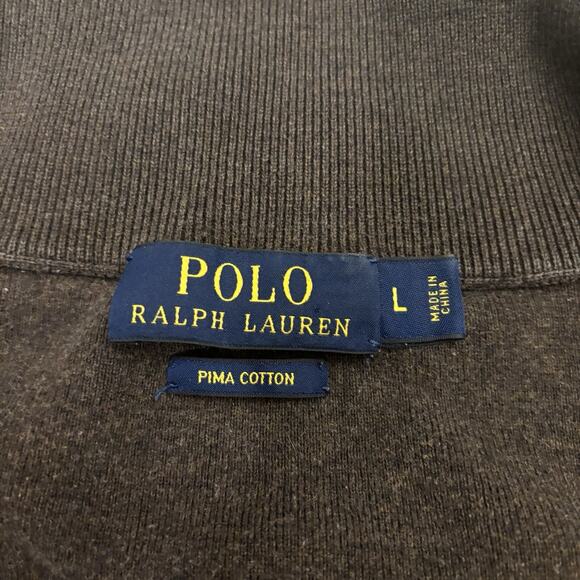 POLO
RALPH LAUREN
L
MADE IN
CHINA
PIMA COTTON